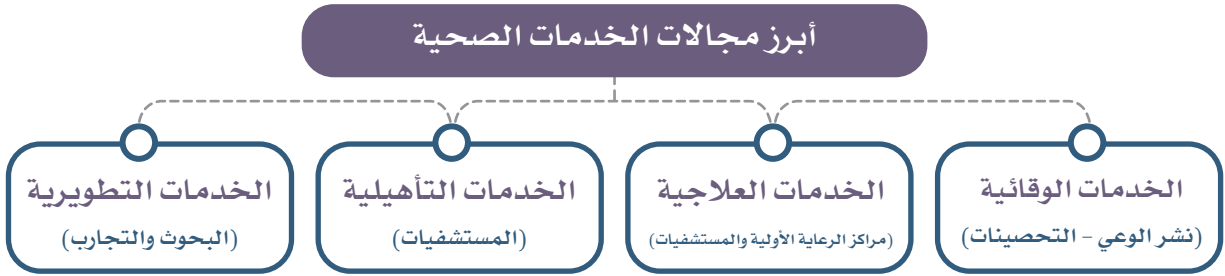 أبرز مجالات الخدمات الصحية
الخدمات الوقائية
(نشر الوعي - التحصينات)
الخدمات العلاجية
(مراكز الرعاية الأولية والمستشفيات)
الخدمات التأهيلية
(المستشفيات)
الخدمات التطويرية
(البحوث والتجارب)